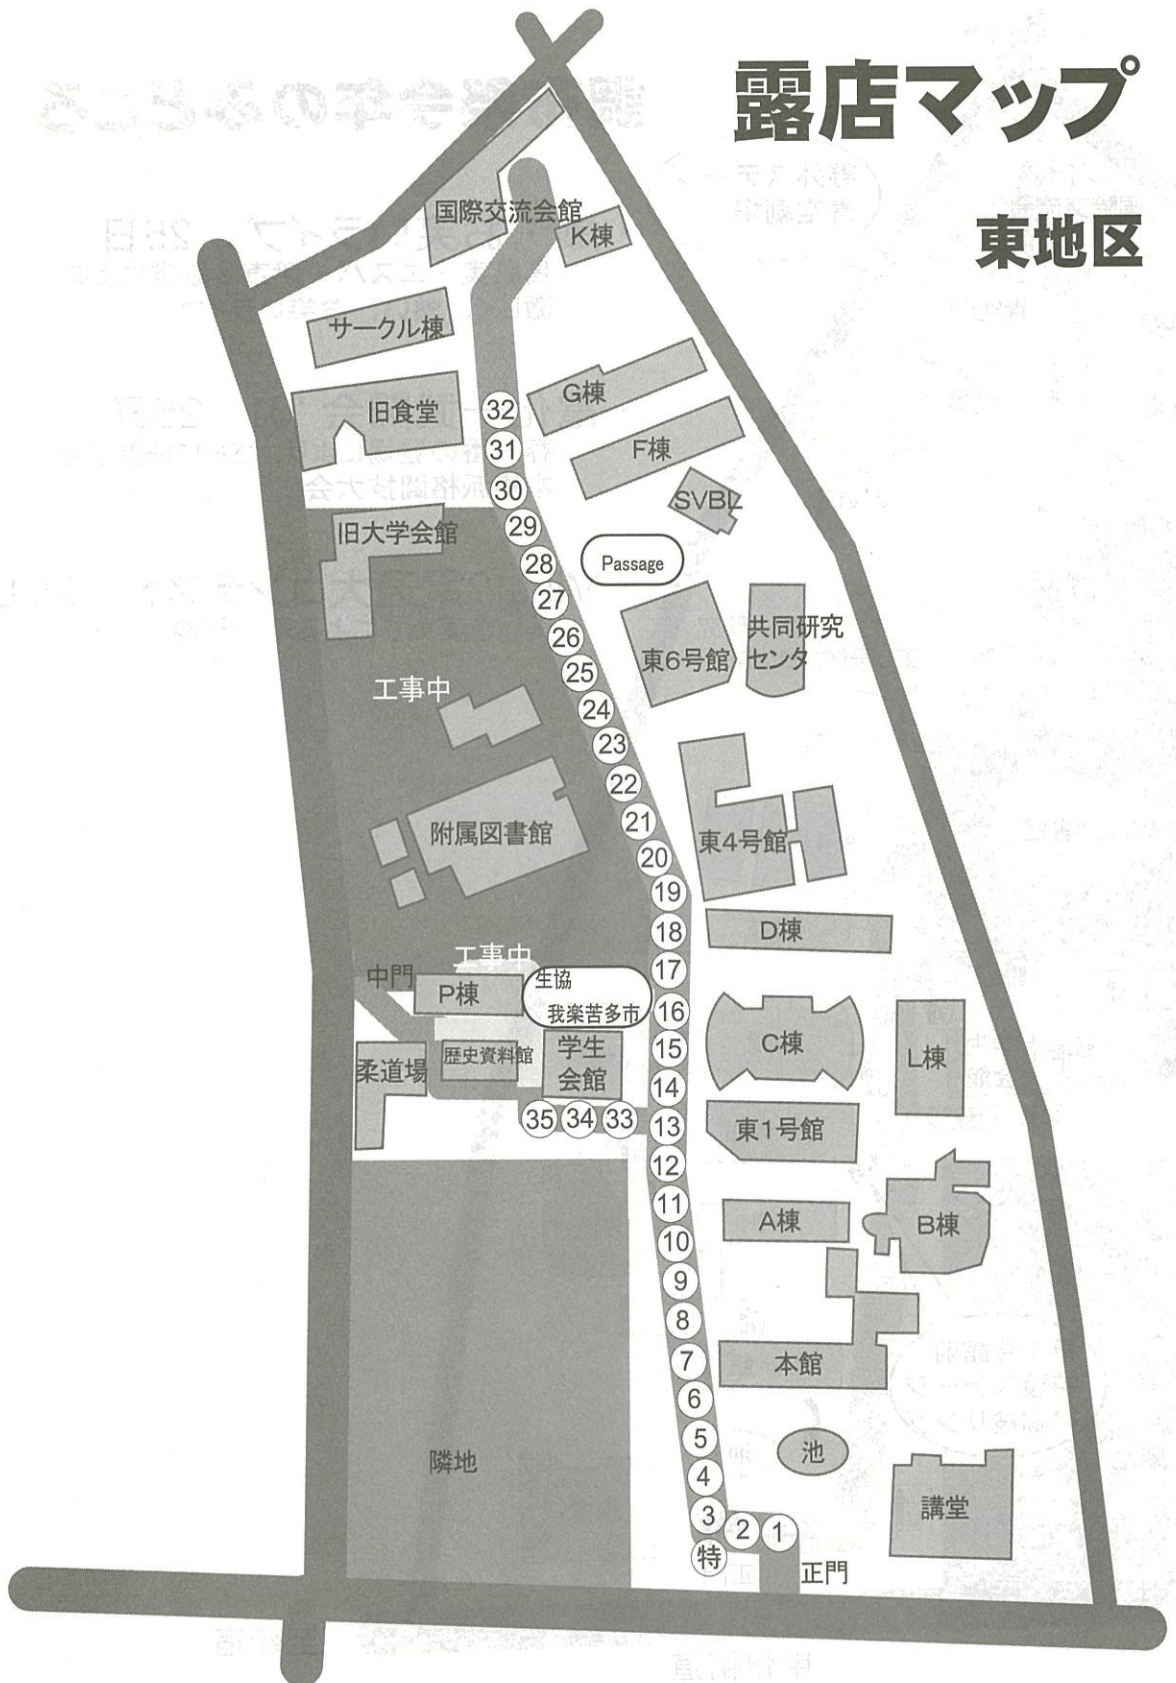 露店マップ
東地区
国際交流会館
K棟
サークル棟
G棟
旧食堂
32
F棟
31
30
SVBL
29
旧大学会館
28
Passage
27
26
共同研究
センタ
東6号館
25
工事中
24
23
22
21
附属図書館
東4号館
20
19
18
D棟
工事中
17
中門
生協
P棟
我楽苦多市
16
C棟
15
学生
会館
歴史資料館
L棟
柔道場
14
35
34
33
13
東1号館
12
11
A棟
B棟
10
9
8
7
本館
6
5
池
隣地
4
3
講堂
2
1
特
正門